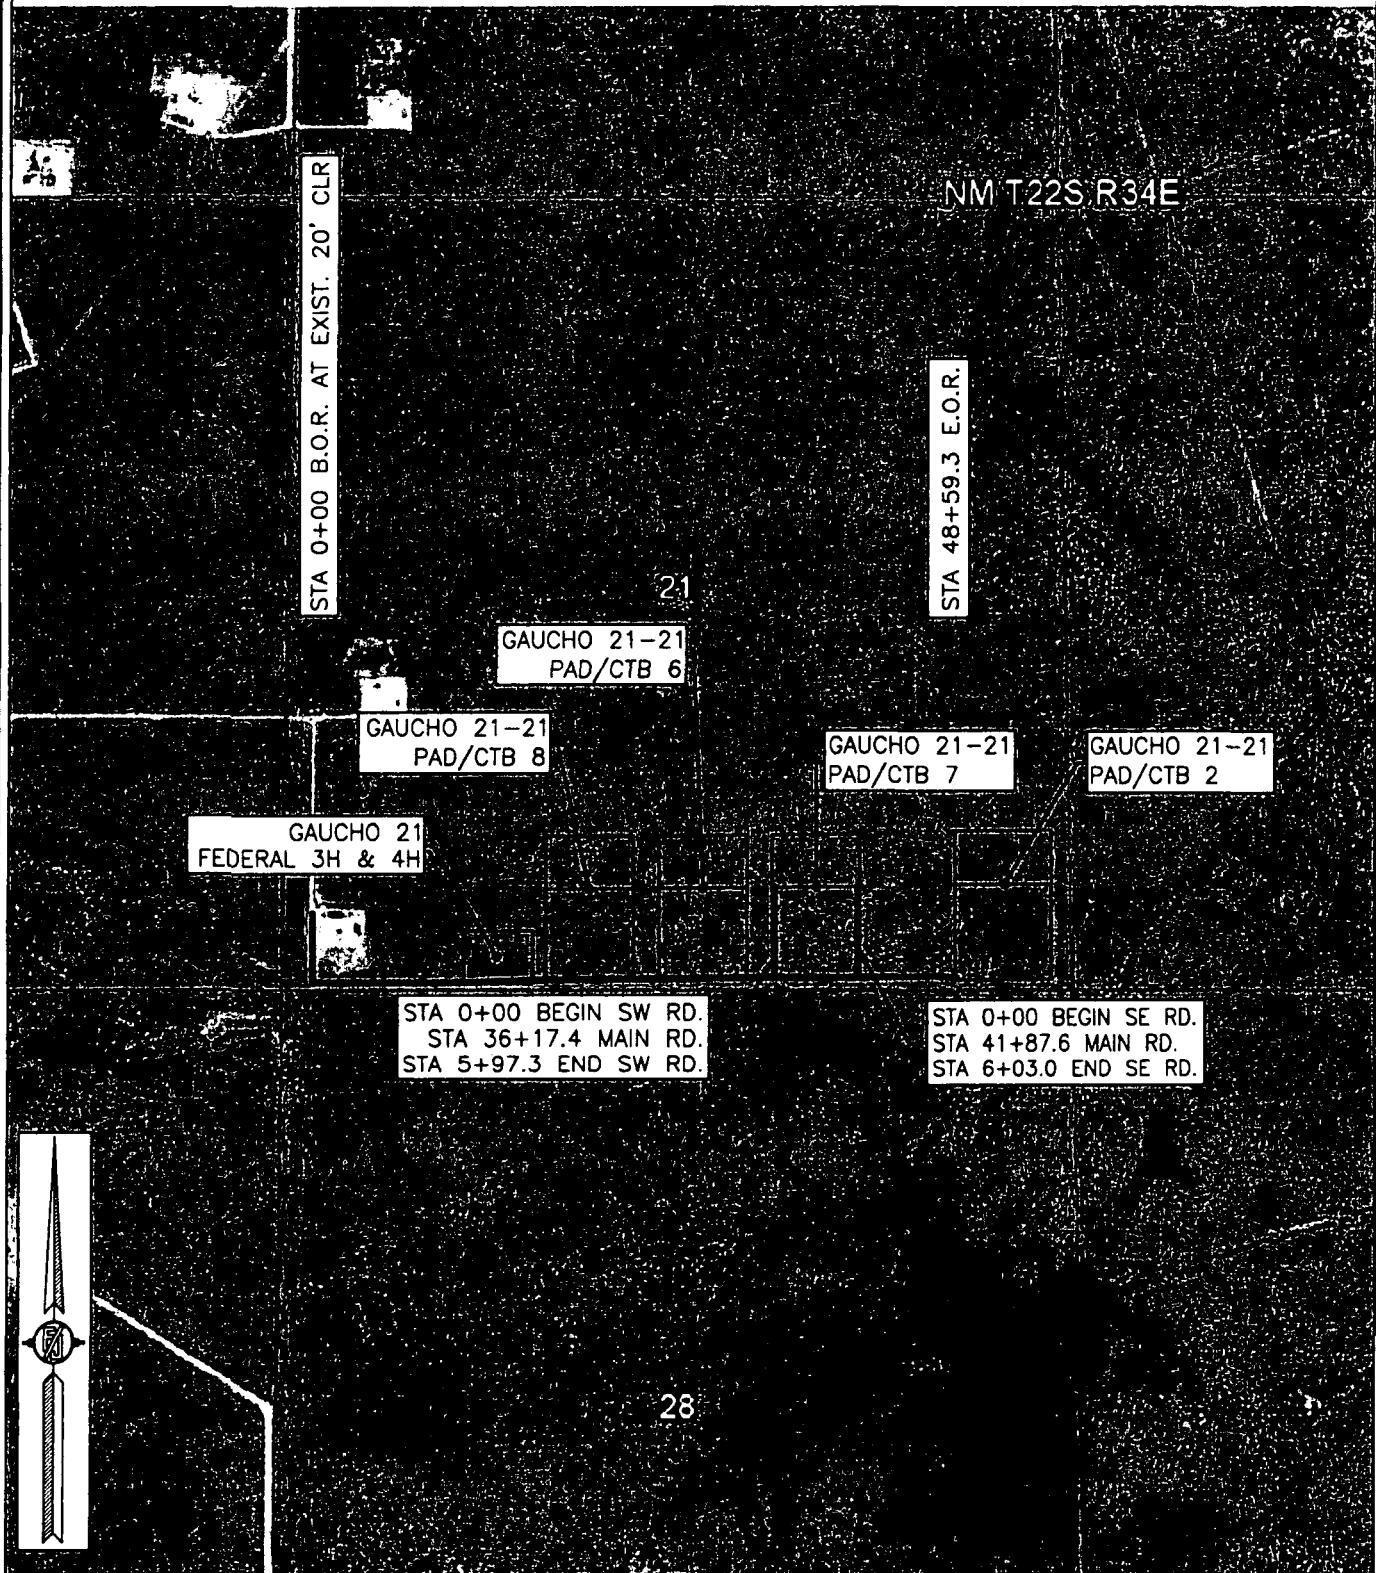 NM T22S R34E
STA 0+00 B.O.R. AT EXIST. 20' CLR
STA 48+59.3 E.O.R.
21
GAUCHO 21-21
PAD/CTB 6
GAUCHO 21-21
PAD/CTB 8
GAUCHO 21-21
PAD/CTB 7
GAUCHO 21-21
PAD/CTB 2
GAUCHO 21
FEDERAL 3H & 4H
STA 0+00 BEGIN SW RD.
STA 36+17.4 MAIN RD.
STA 5+97.3 END SW RD.
STA 0+00 BEGIN SE RD.
STA 41+87.6 MAIN RD.
STA 6+03.0 END SE RD.
28